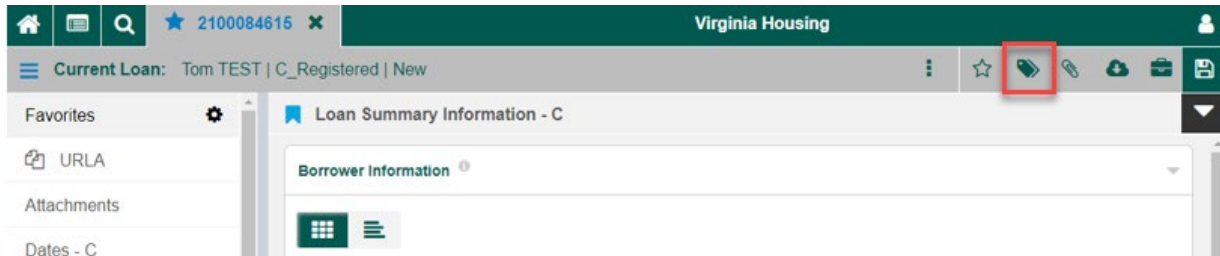 2100084615 Virginia Housing
Current Loan: Tom TEST | C_Registered | New
Favorites
Loan Summary Information - C
URLA
Borrower Information
Attachments
Dates - C